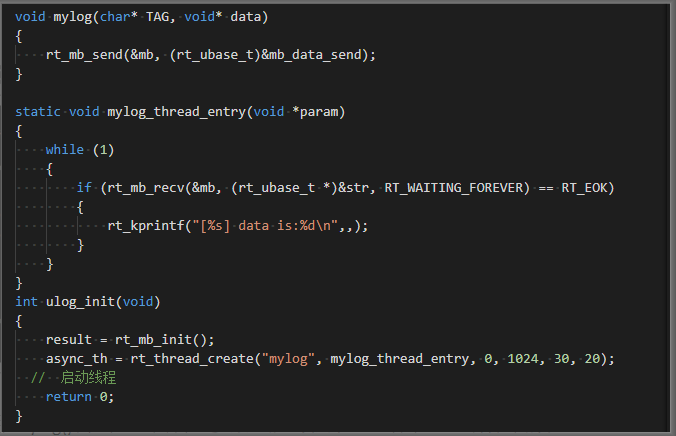 void mylog(char* TAG, void* data)
{
    rt_mb_send(&mb, (rt_ubase_t)&mb_data_send);
}

static void mylog_thread_entry(void *param)
{
    while (1)
    {
        if (rt_mb_recv(&mb, (rt_ubase_t *)&str, RT_WAITING_FOREVER) == RT_EOK)
        {
            rt_kprintf("[%s] data is:%d\n",,);
        }
    }
}
int ulog_init(void)
{
    result = rt_mb_init();
    async_th = rt_thread_create("mylog", mylog_thread_entry, 0, 1024, 30, 20);
  // 启动线程
    return 0;
}